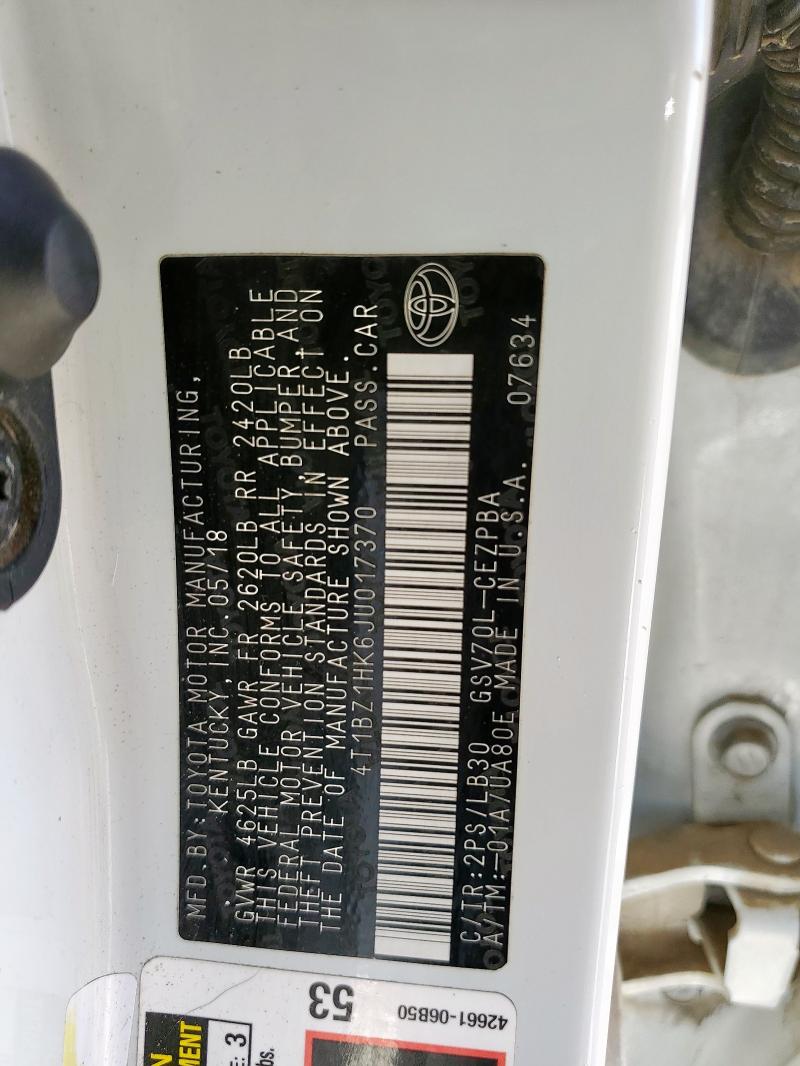 MFD.BY:TOYOTA MOTOR MANUFACTURING,
KENTUCKY,INC.05/18
GVWR 4625LB GAWR FR 2620LB RR 2420LB
THIS VEHICLE CONFORMS TO ALL APPLICABLE
FEDERAL MOTOR VEHICLE SAFETY,BUMPER,AND
THEFT PREVENTION STANDARDS IN EFFECT ON
THE DATE OF MANUFACTURE SHOWN ABOVE.
4T1BZ1HK6JU017370 PASS.CAR
C/TR:2PS/LB30 GSV70L-CEZPBA
A/TM:-01A/UA80E MADE IN U.S.A. 07634
53
42661-06B50
3